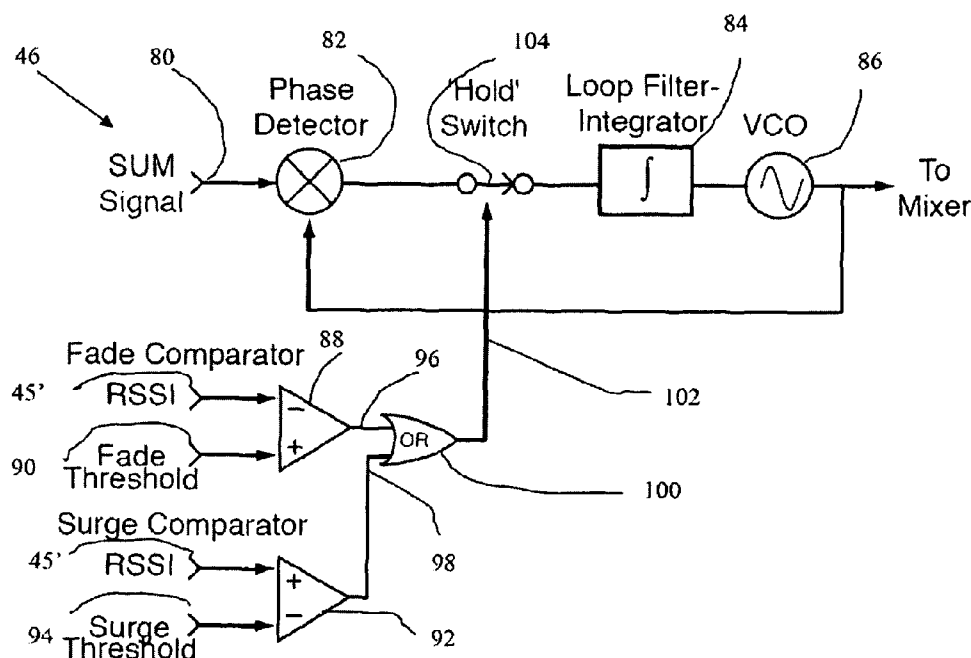 46
80
82
104
84
86
Phase
Detector
'Hold'
Switch
Loop Filter-
Integrator
VCO
SUM
Signal
∫
To
Mixer
Fade Comparator
88
96
102
45'
RSSI
−
+
OR
90
Fade
Threshold
100
Surge Comparator
98
45'
RSSI
+
−
94
Surge
Threshold
92